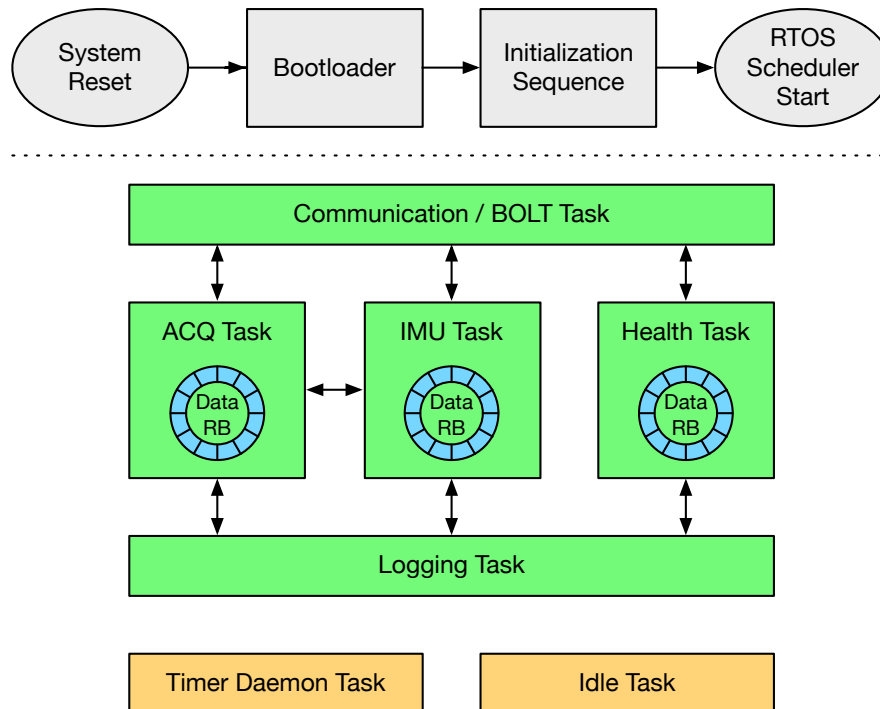 System
Reset
Bootloader
Initialization
Sequence
RTOS
Scheduler
Start
Communication / BOLT Task
ACQ Task
Data
RB
IMU Task
Data
RB
Health Task
Data
RB
Logging Task
Timer Daemon Task
Idle Task